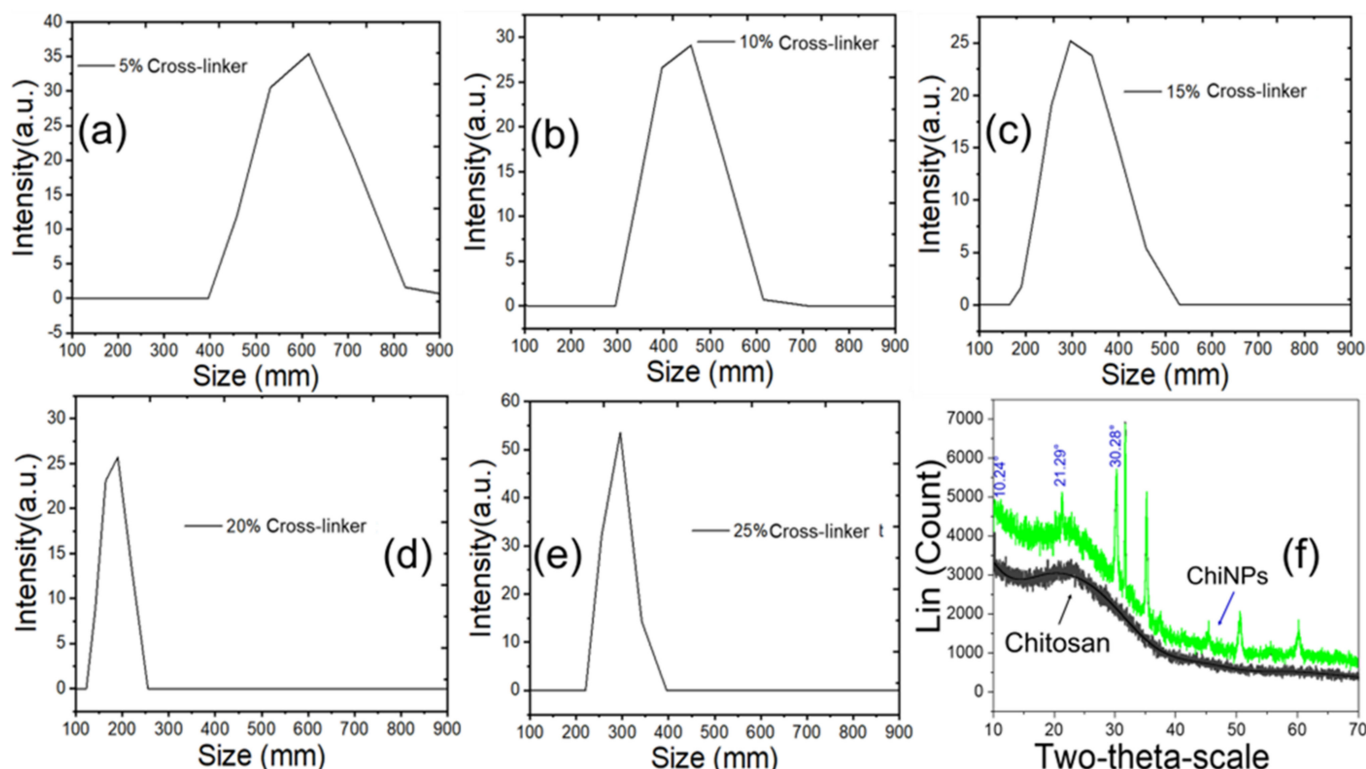 40
35
30
25
20
15
10
5
0
-5
Intensity(a.u.)
5% Cross-linker
(a)
100 200 300 400 500 600 700 800 900
Size (mm)
30
25
20
15
10
5
0
Intensity(a.u.)
10% Cross-linker
(b)
100 200 300 400 500 600 700 800 900
Size (mm)
25
20
15
10
5
0
Intensity(a.u.)
15% Cross-linker
(c)
100 200 300 400 500 600 700 800 900
Size (mm)
30
25
20
15
10
5
0
Intensity(a.u.)
20% Cross-linker
(d)
100 200 300 400 500 600 700 800 900
Size (mm)
60
50
40
30
20
10
0
Intensity(a.u.)
25%Cross-linker t
(e)
100 200 300 400 500 600 700 800 900
Size (mm)
7000
6000
5000
4000
3000
2000
1000
0
Lin (Count)
10.24°
21.29°
30.28°
(f)
ChiNPs
Chitosan
10 20 30 40 50 60 70
Two-theta-scale